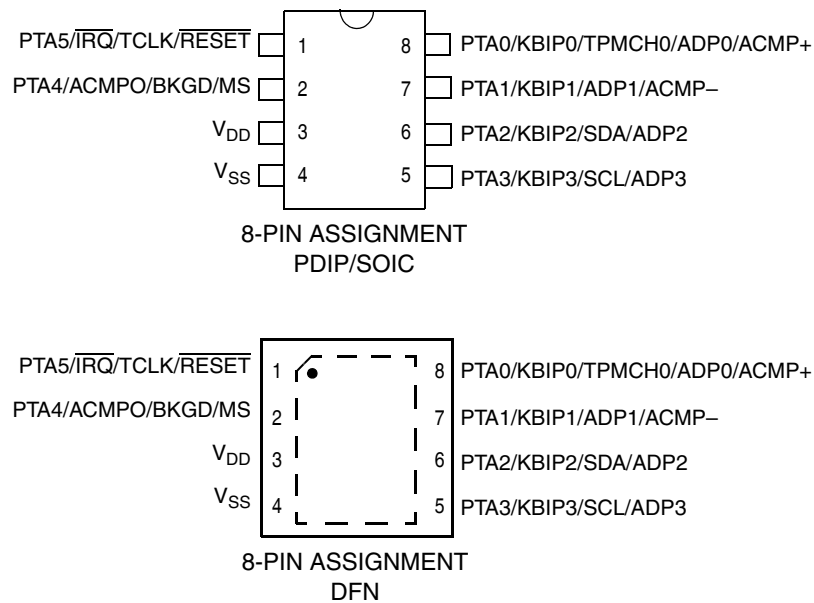 PTA5/IRQ/TCLK/RESET 1 8 PTA0/KBIP0/TPMCH0/ADP0/ACMP+
PTA4/ACMPO/BKGD/MS 2 7 PTA1/KBIP1/ADP1/ACMP–
VDD 3 6 PTA2/KBIP2/SDA/ADP2
VSS 4 5 PTA3/KBIP3/SCL/ADP3
8-PIN ASSIGNMENT
PDIP/SOIC
PTA5/IRQ/TCLK/RESET 1 8 PTA0/KBIP0/TPMCH0/ADP0/ACMP+
PTA4/ACMPO/BKGD/MS 2 7 PTA1/KBIP1/ADP1/ACMP–
VDD 3 6 PTA2/KBIP2/SDA/ADP2
VSS 4 5 PTA3/KBIP3/SCL/ADP3
8-PIN ASSIGNMENT
DFN